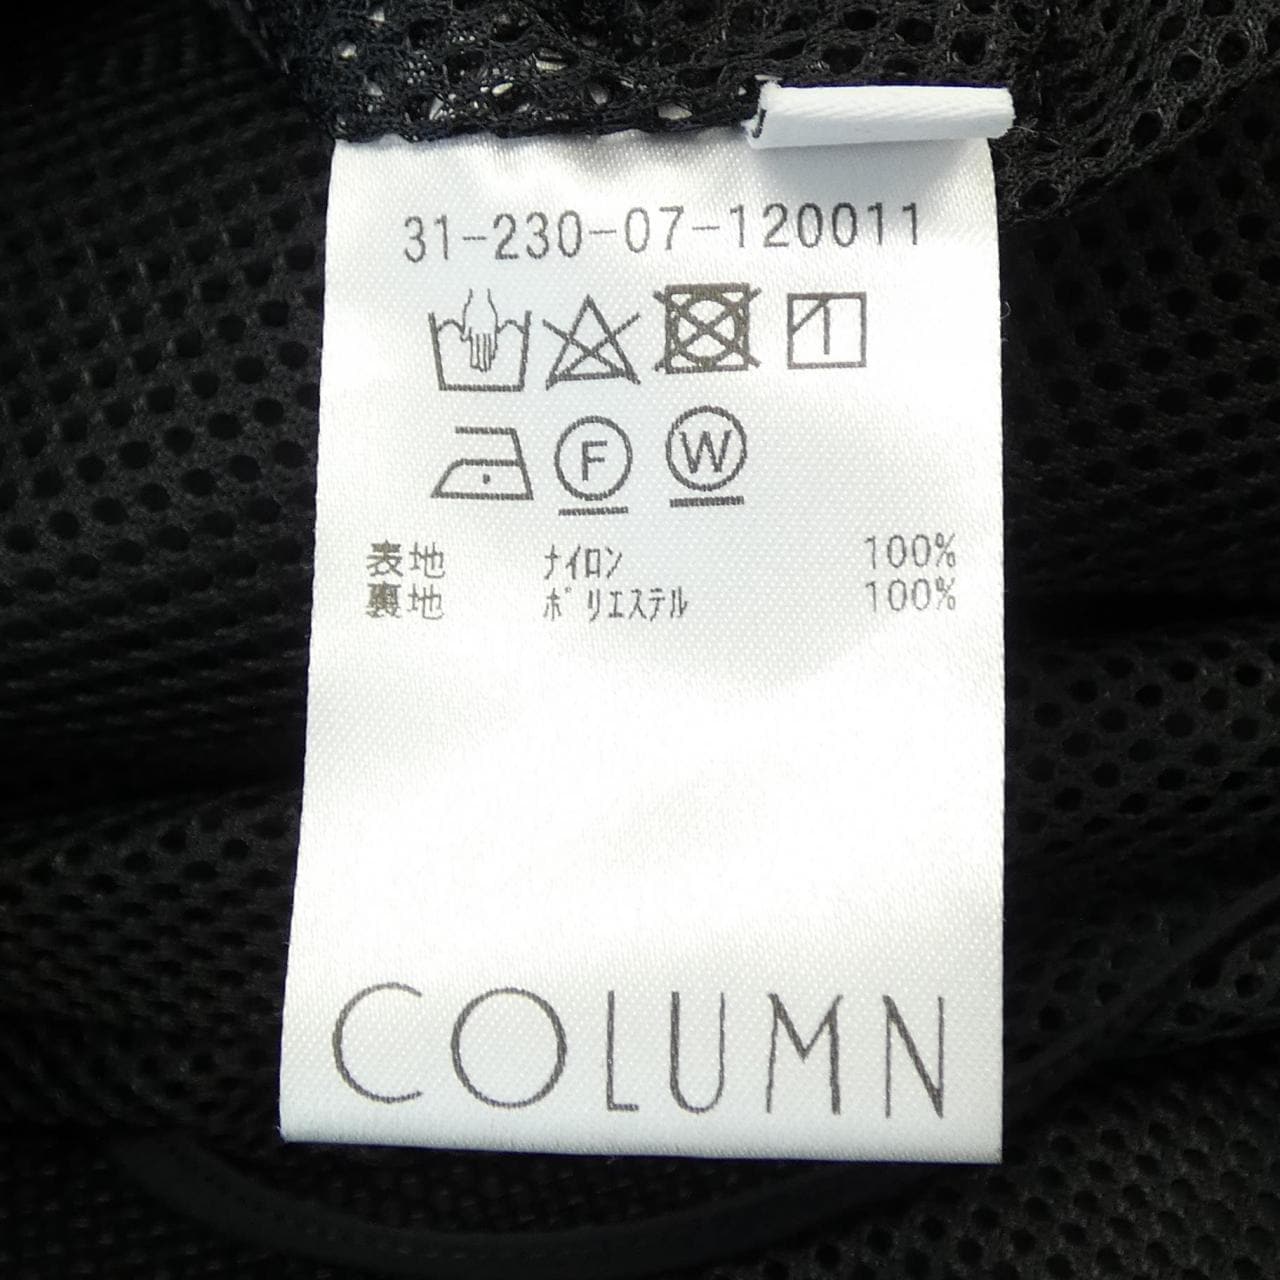 31-230-07-120011
F W
表地 ナイロン 100%
裏地 ポリエステル 100%
COLUMN